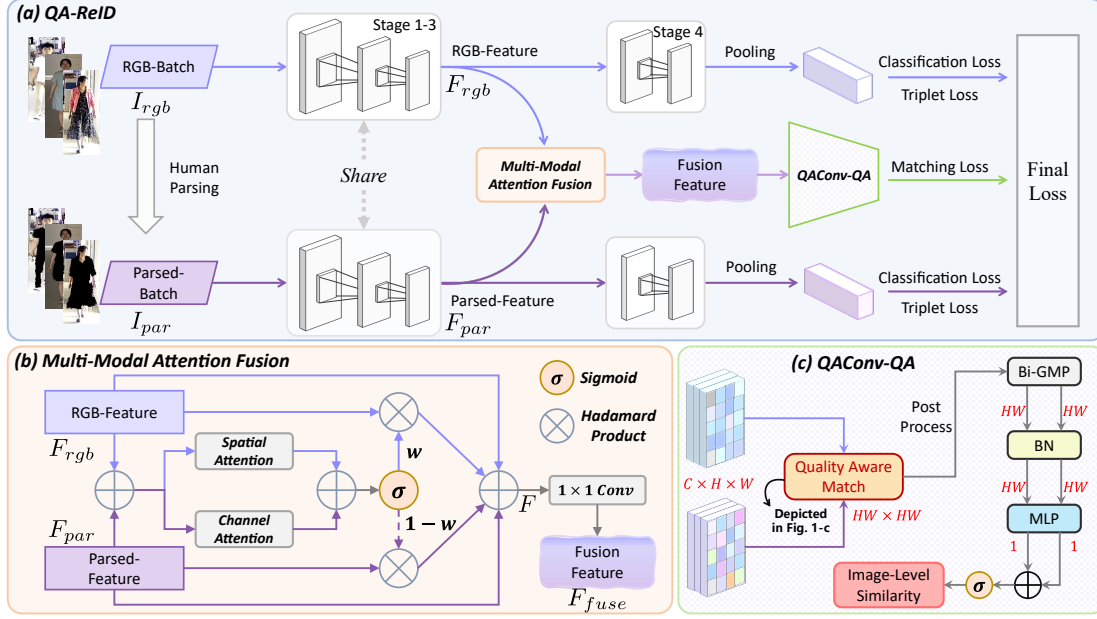 (a) QA-ReID
RGB-Batch
I_rgb
Human
Parsing
Parsed-
Batch
I_par
Stage 1-3
Share
RGB-Feature
F_rgb
Parsed-Feature
F_par
Stage 4
Multi-Modal
Attention Fusion
Fusion
Feature
Pooling
QAConv-QA
Pooling
Classification Loss
Triplet Loss
Matching Loss
Classification Loss
Triplet Loss
Final
Loss
(b) Multi-Modal Attention Fusion
RGB-Feature
F_rgb
F_par
Parsed-
Feature
Spatial
Attention
Channel
Attention
w
σ
1 − w
σ Sigmoid
Hadamard
Product
F
1 × 1 Conv
Fusion
Feature
F_fuse
(c) QAConv-QA
C × H × W
Quality Aware
Match
Depicted
in Fig. 1-c
HW × HW
Post
Process
Bi-GMP
HW HW
BN
HW HW
MLP
1 1
σ
Image-Level
Similarity